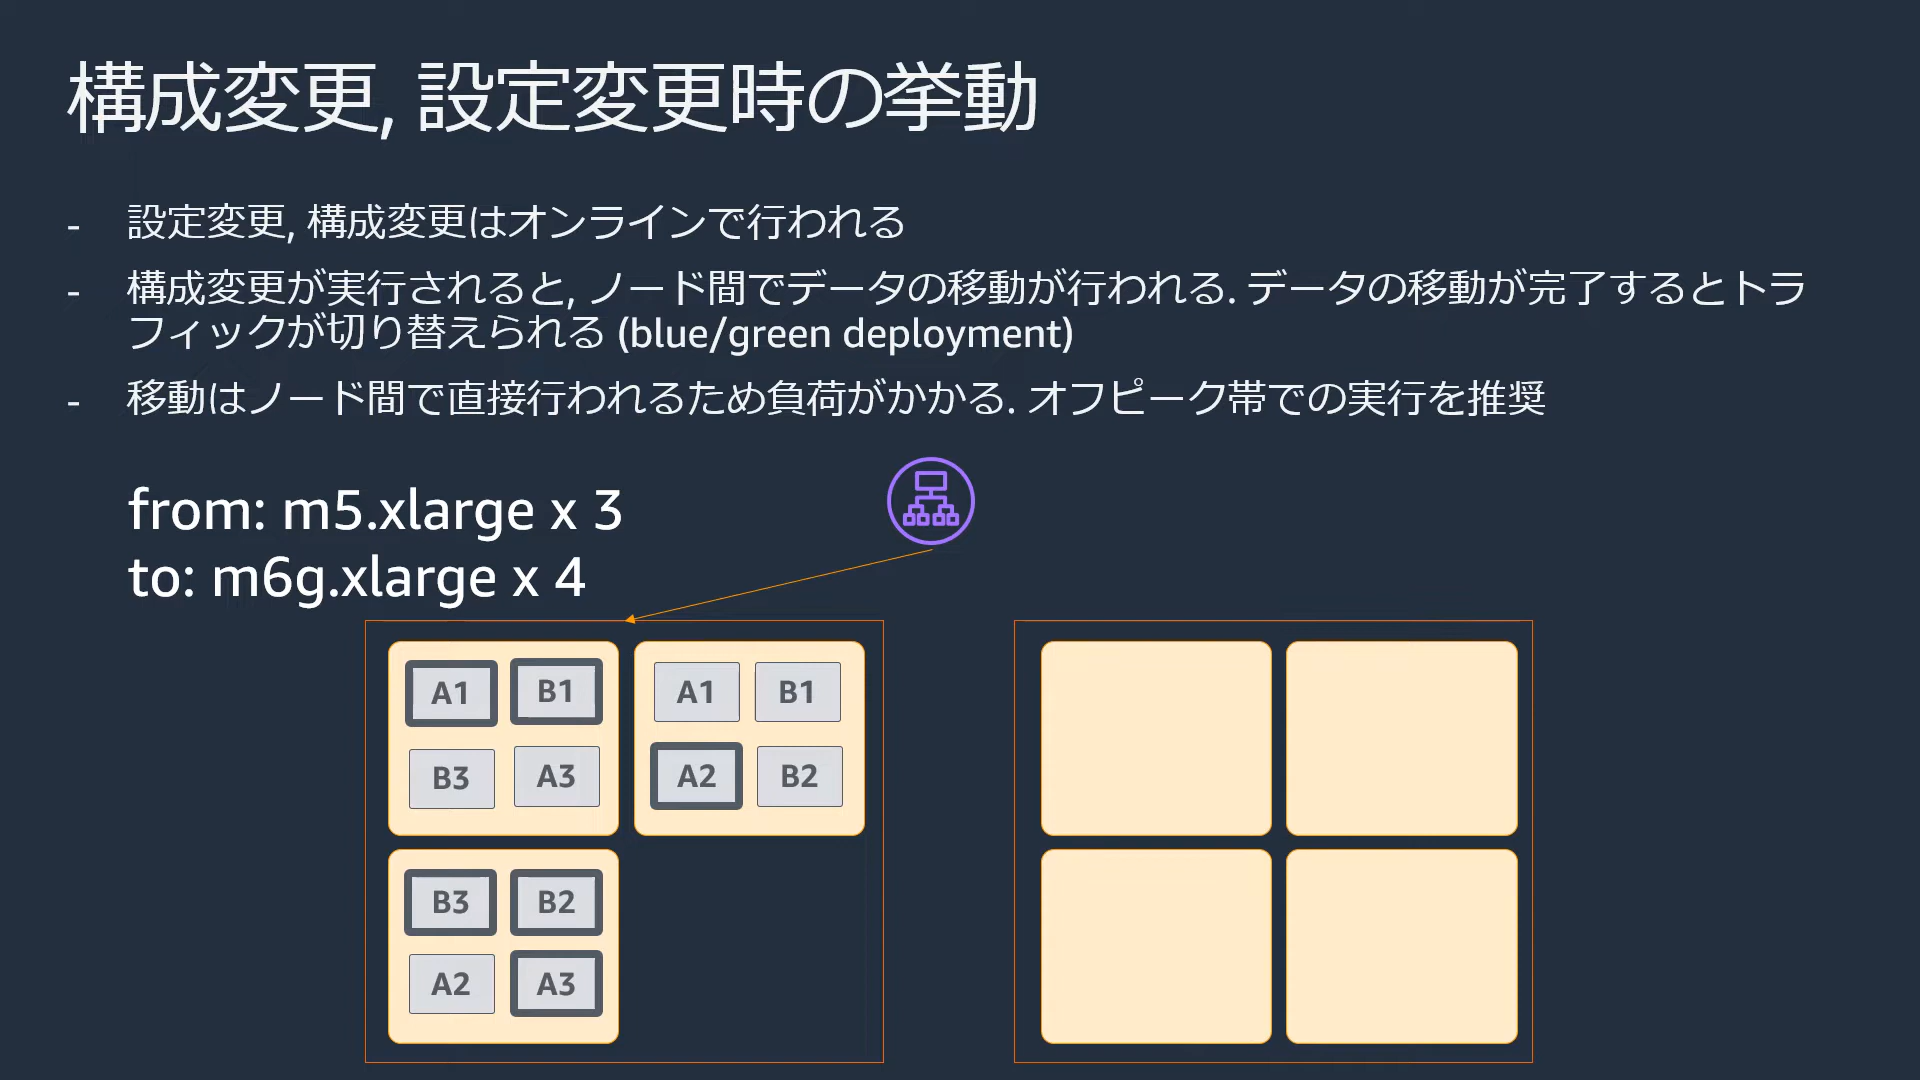 構成変更, 設定変更時の挙動
- 設定変更, 構成変更はオンラインで行われる
- 構成変更が実行されると, ノード間でデータの移動が行われる. データの移動が完了するとトラ
フィックが切り替えられる (blue/green deployment)
- 移動はノード間で直接行われるため負荷がかかる. オフピーク帯での実行を推奨
from: m5.xlarge x 3
to: m6g.xlarge x 4
A1 B1
B3 A3
A1 B1
A2 B2
B3 B2
A2 A3